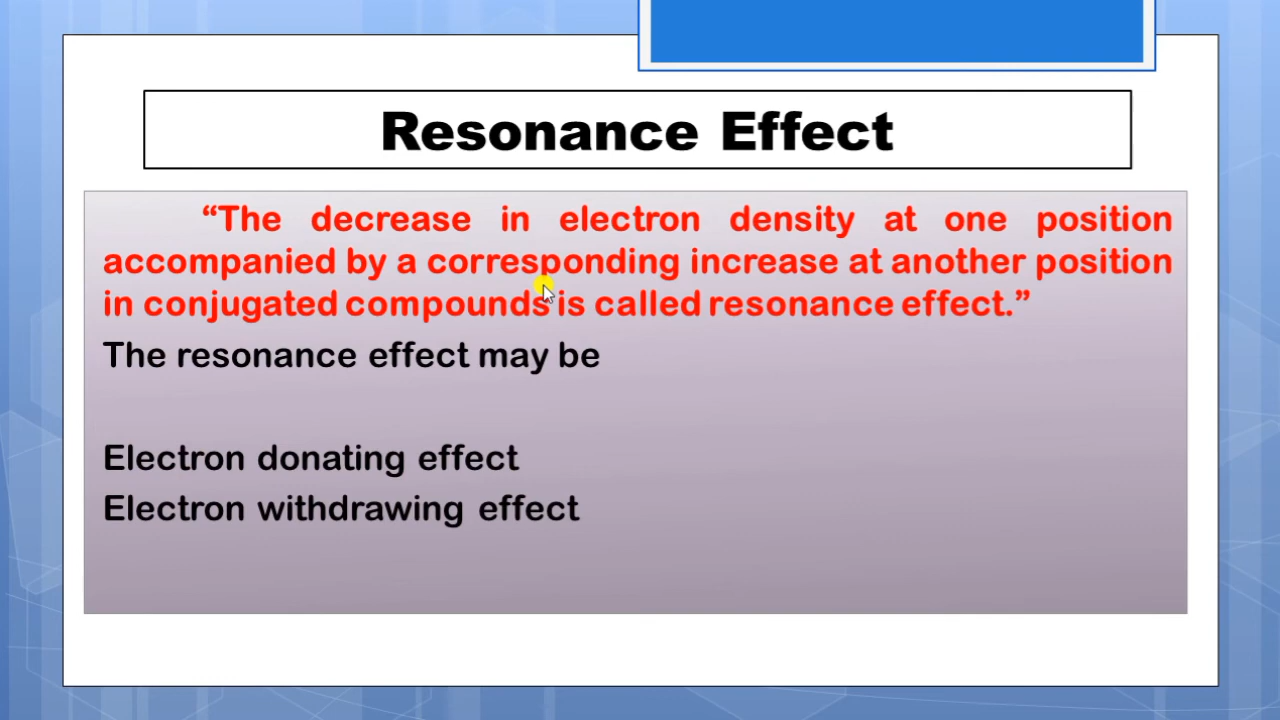 Resonance Effect
“The decrease in electron density at one position
accompanied by a corresponding increase at another position
in conjugated compounds is called resonance effect.”
The resonance effect may be
Electron donating effect
Electron withdrawing effect